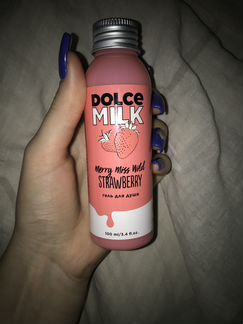 DOLCE
MILK
Merry Miss Wild
STRAWBERRY
гель для душа
100 ml/3.4 fl.oz.